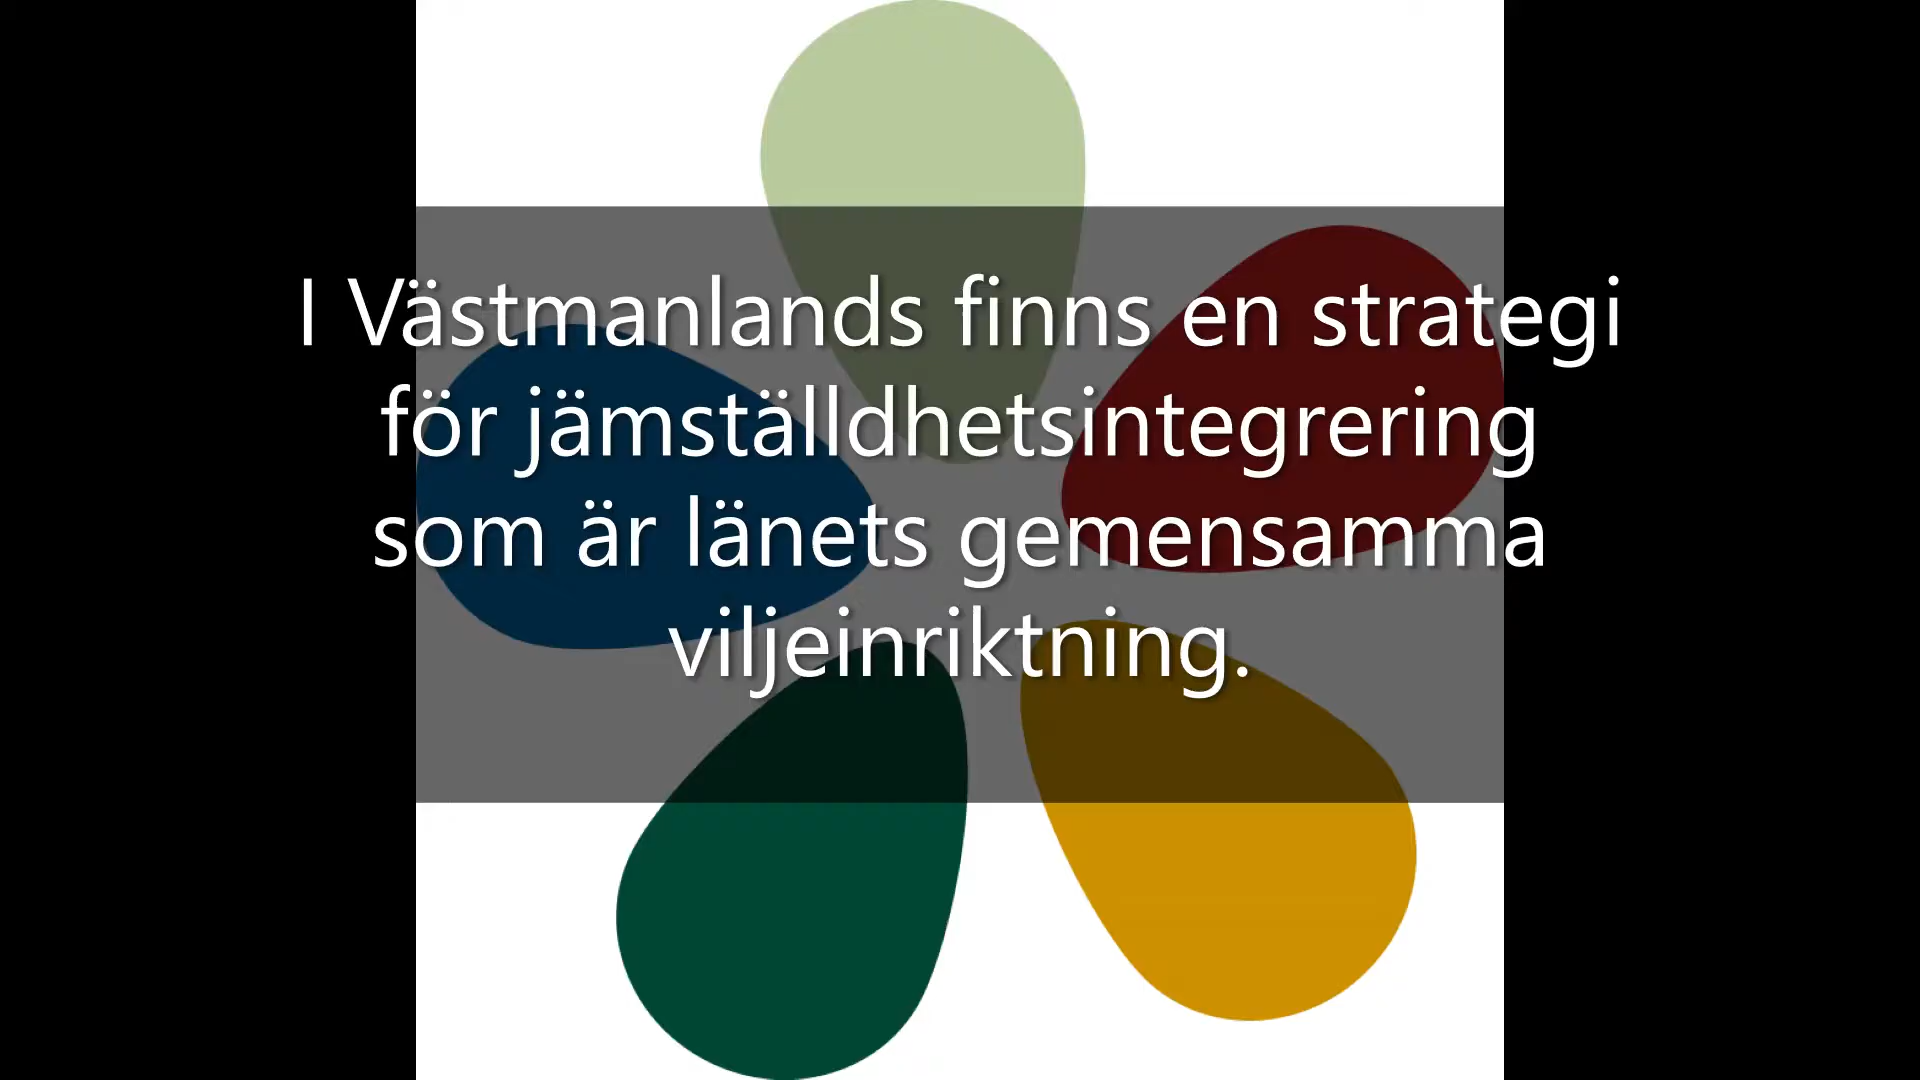 I Västmanlands finns en strategi
för jämställdhetsintegrering
som är länets gemensamma
viljeinriktning.